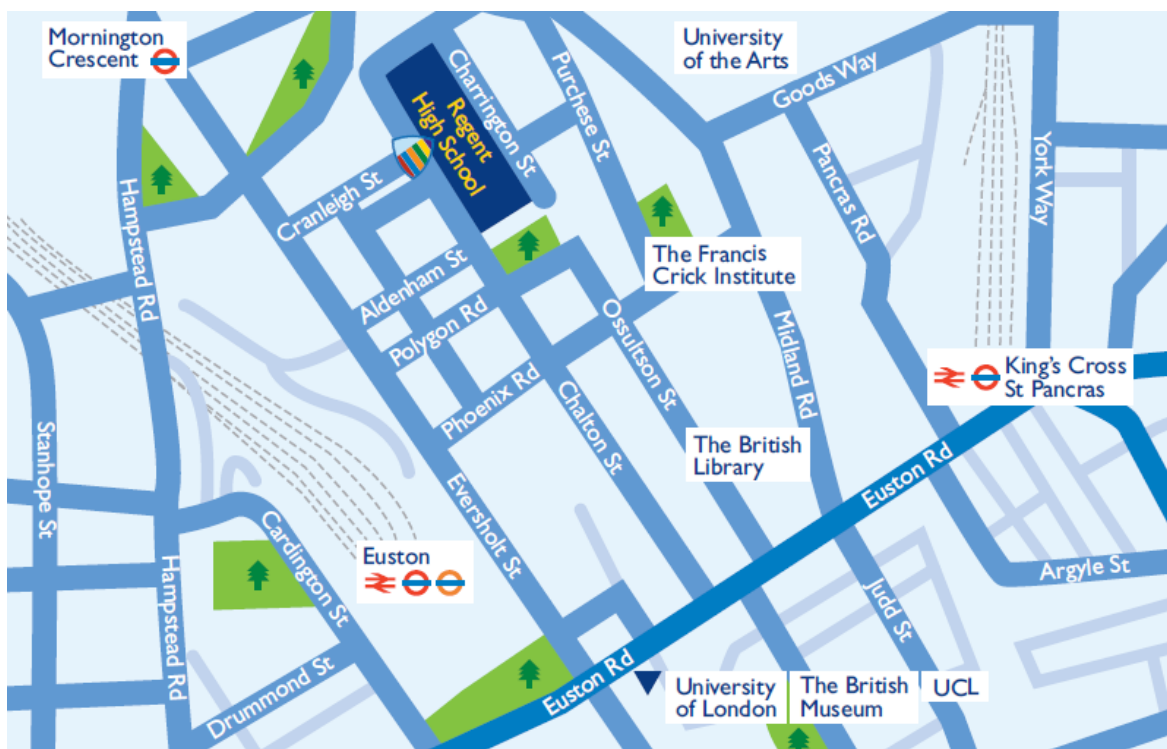 Mornington
Crescent
University
of the Arts
Goods Way
Charrington St
Purchese St
Regent
High School
Pancras Rd
York Way
Cranleigh St
Hampstead Rd
The Francis
Crick Institute
Aldenham St
Polygon Rd
Ossultson St
Midland Rd
King's Cross
St Pancras
Phoenix Rd
Chalton St
Stanhope St
The British
Library
Euston Rd
Eversholt St
Cardington St
Euston
Argyle St
Hampstead Rd
Judd St
Drummond St
Euston Rd
University
of London
The British
Museum
UCL